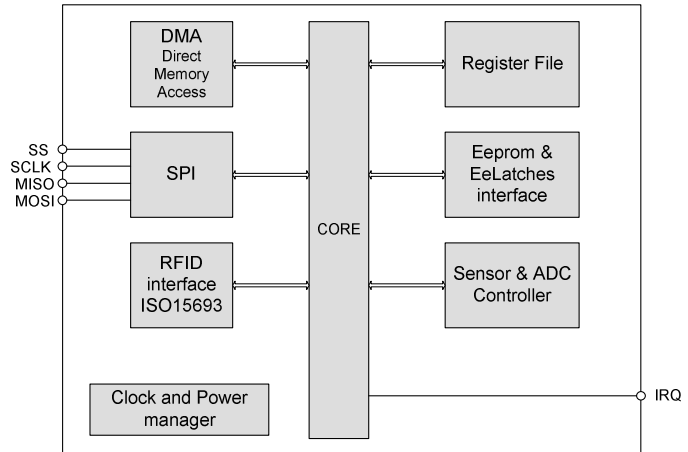 DMA
Direct
Memory
Access
Register File
SS
SCLK
MISO
MOSI
SPI
Eeprom &
EeLatches
interface
CORE
RFID
interface
ISO15693
Sensor & ADC
Controller
Clock and Power
manager
IRQ